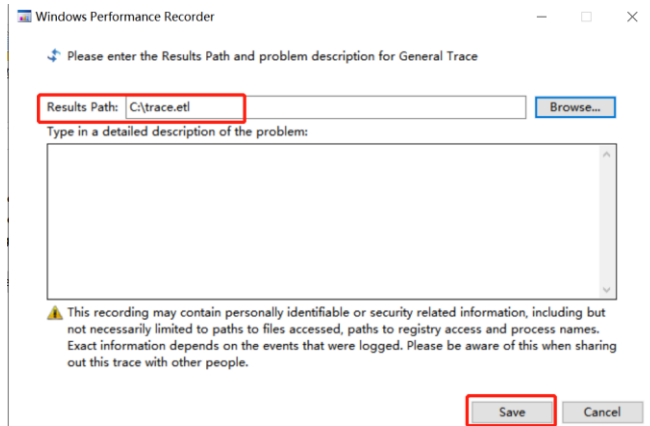 Windows Performance Recorder
Please enter the Results Path and problem description for General Trace
Results Path: C:\trace.etl Browse...
Type in a detailed description of the problem:
This recording may contain personally identifiable or security related information, including but
not necessarily limited to paths to files accessed, paths to registry access and process names.
Exact information depends on the events that were logged. Please be aware of this when sharing
out this trace with other people.
Save Cancel